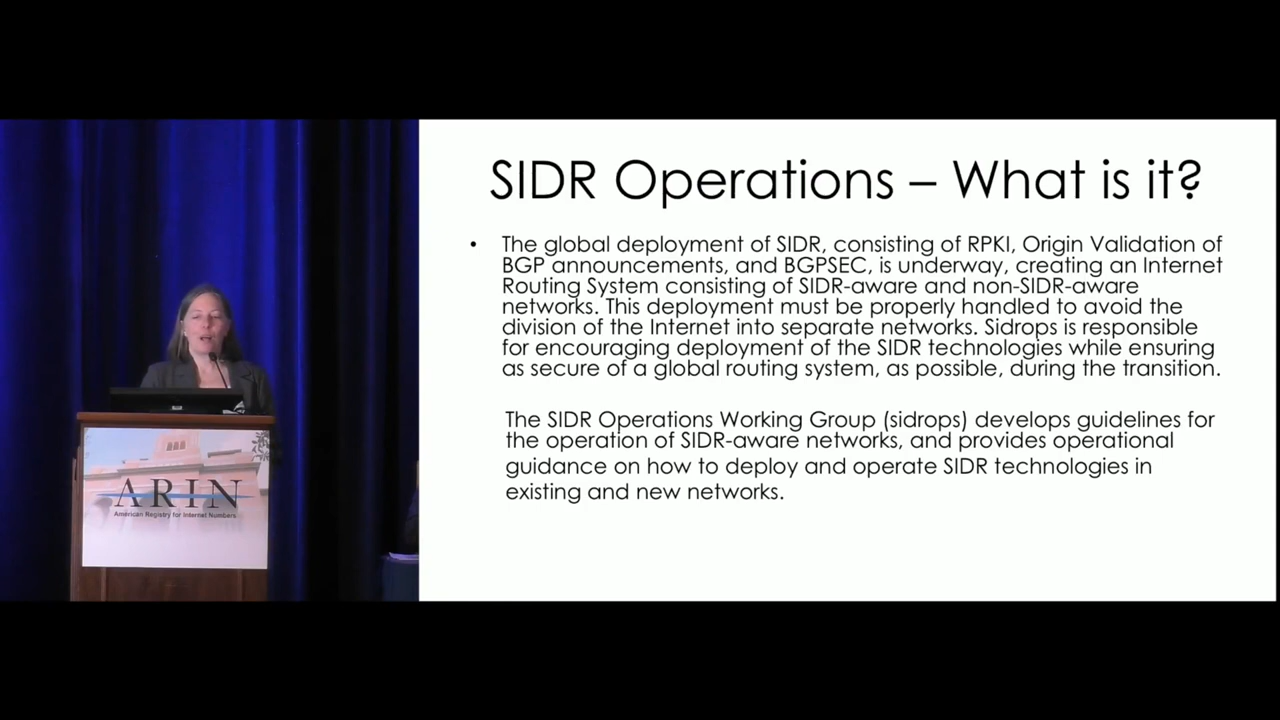 SIDR Operations – What is it?
• The global deployment of SIDR, consisting of RPKI, Origin Validation of
BGP announcements, and BGPSEC, is underway, creating an Internet
Routing System consisting of SIDR-aware and non-SIDR-aware
networks. This deployment must be properly handled to avoid the
division of the Internet into separate networks. Sidrops is responsible
for encouraging deployment of the SIDR technologies while ensuring
as secure of a global routing system, as possible, during the transition.
The SIDR Operations Working Group (sidrops) develops guidelines for
the operation of SIDR-aware networks, and provides operational
guidance on how to deploy and operate SIDR technologies in
existing and new networks.
ARIN
American Registry for Internet Numbers